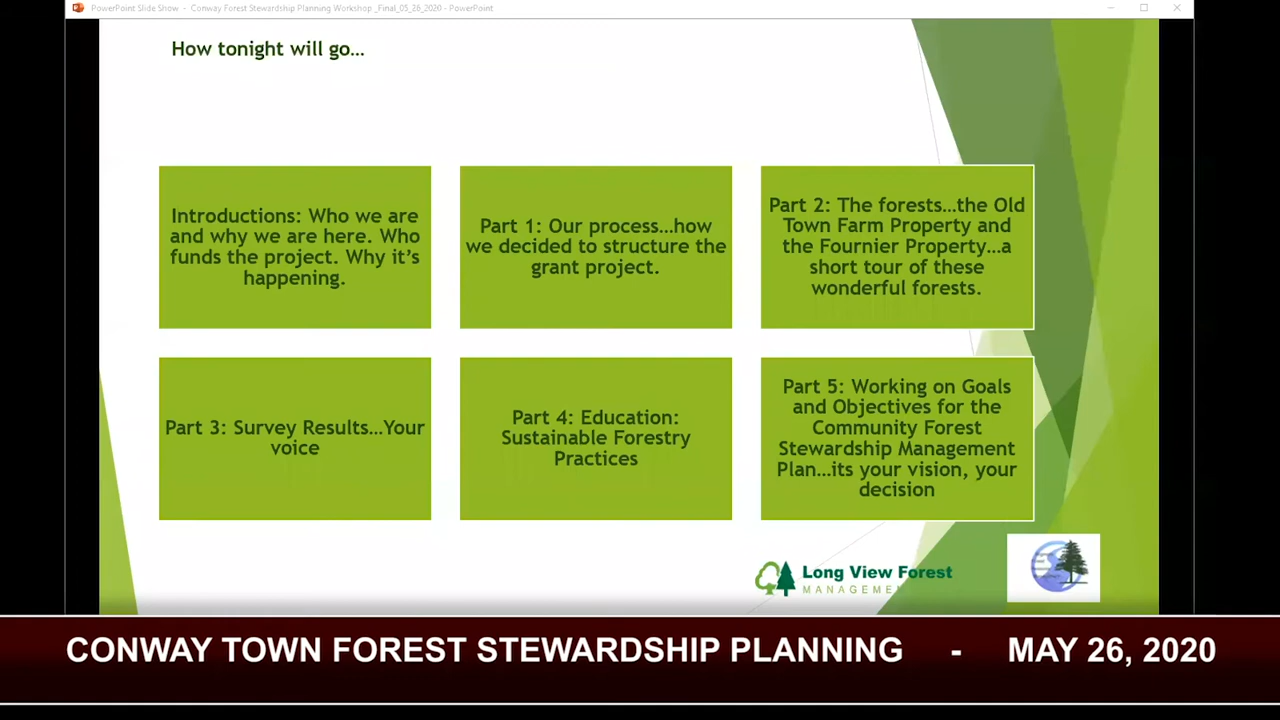 PowerPoint Slide Show - Conway Forest Stewardship Planning Workshop _Final_05_26_2020 - PowerPoint
How tonight will go...
Introductions: Who we are
and why we are here. Who
funds the project. Why it's
happening.
Part 1: Our process...how
we decided to structure the
grant project.
Part 2: The forests...the Old
Town Farm Property and
the Fournier Property...a
short tour of these
wonderful forests.
Part 3: Survey Results...Your
voice
Part 4: Education:
Sustainable Forestry
Practices
Part 5: Working on Goals
and Objectives for the
Community Forest
Stewardship Management
Plan...its your vision, your
decision
Long View Forest
CONWAY TOWN FOREST STEWARDSHIP PLANNING - MAY 26, 2020